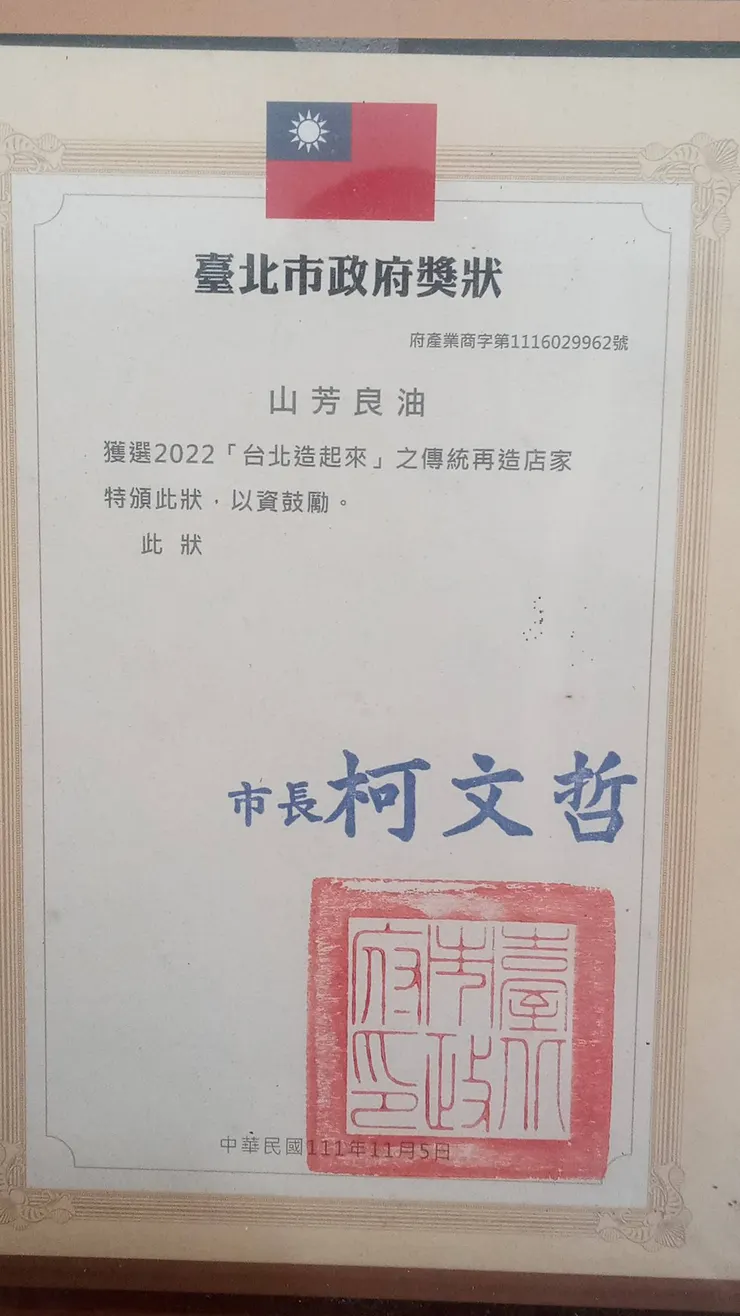 臺北市政府獎狀
府產業商字第1116029962號
山芳良油
獲選2022「台北造起來」之傳統再造店家
特頒此狀，以資鼓勵。
此狀
市長柯文哲
臺北市政府印
中華民國111年11月5日